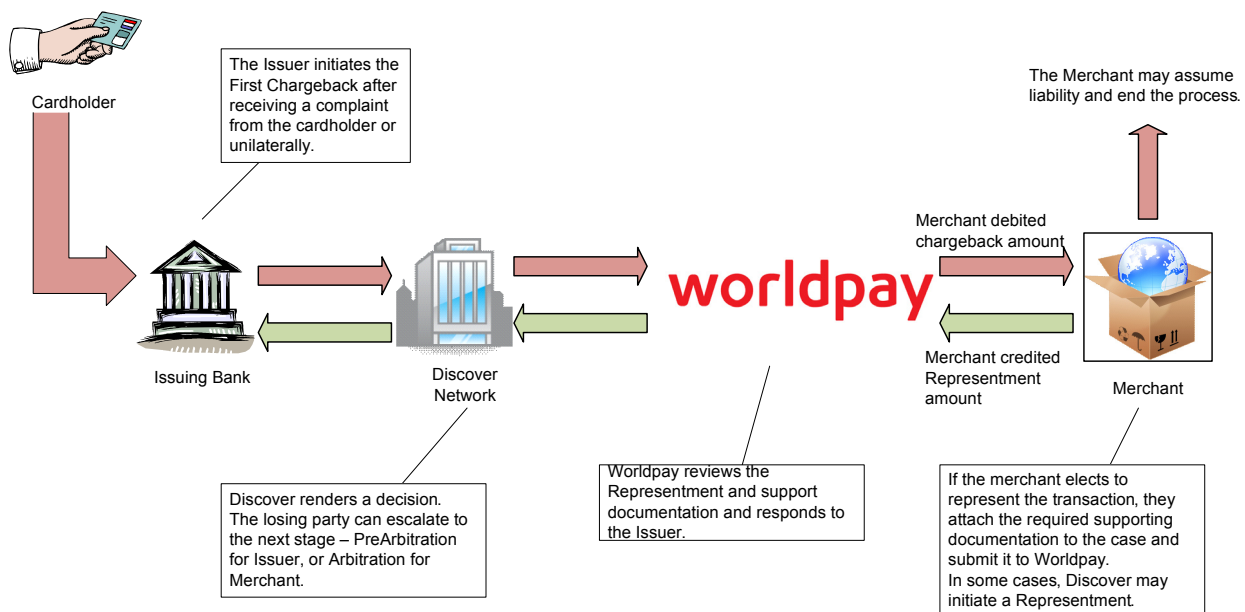 Cardholder
The Issuer initiates the
First Chargeback after
receiving a complaint
from the cardholder or
unilaterally.
The Merchant may assume
liability and end the process.
Merchant debited
chargeback amount
worldpay
Merchant credited
Representment
amount
Issuing Bank
Discover
Network
Merchant
Discover renders a decision.
The losing party can escalate to
the next stage – PreArbitration
for Issuer, or Arbitration for
Merchant.
Worldpay reviews the
Representment and support
documentation and responds to
the Issuer.
If the merchant elects to
represent the transaction, they
attach the required supporting
documentation to the case and
submit it to Worldpay.
In some cases, Discover may
initiate a Representment.